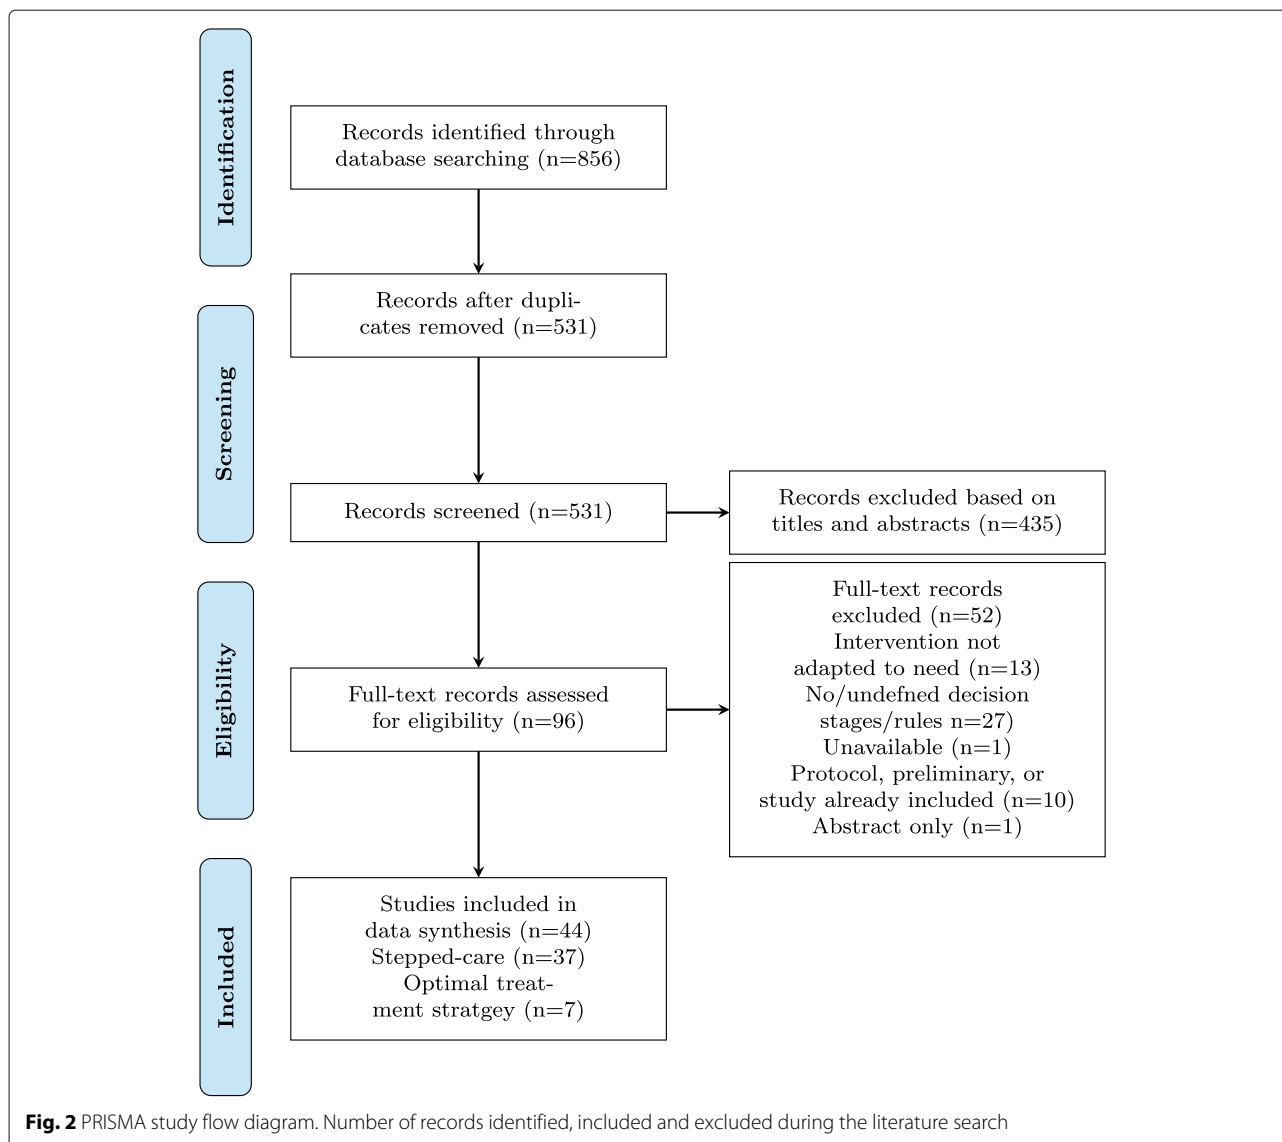 Identification
Records identified through
database searching (n=856)
Records after dupli-
cates removed (n=531)
Screening
Records screened (n=531)
Records excluded based on
titles and abstracts (n=435)
Eligibility
Full-text records assessed
for eligibility (n=96)
Full-text records
excluded (n=52)
Intervention not
adapted to need (n=13)
No/undefned decision
stages/rules n=27)
Unavailable (n=1)
Protocol, preliminary, or
study already included (n=10)
Abstract only (n=1)
Included
Studies included in
data synthesis (n=44)
Stepped-care (n=37)
Optimal treat-
ment stratgey (n=7)
Fig. 2 PRISMA study flow diagram. Number of records identified, included and excluded during the literature search